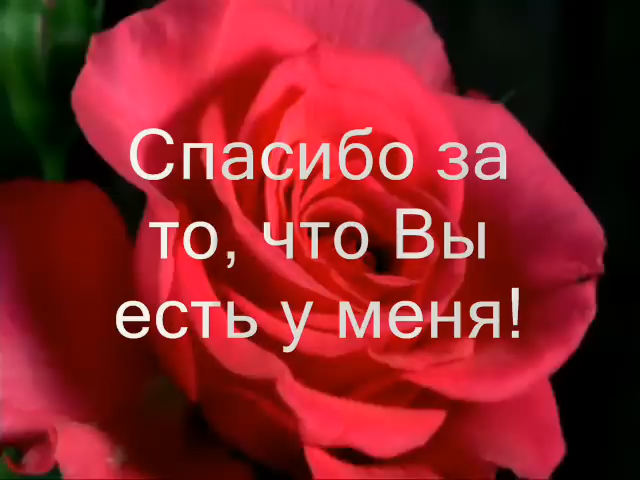 Спасибо за
то, что Вы
есть у меня!